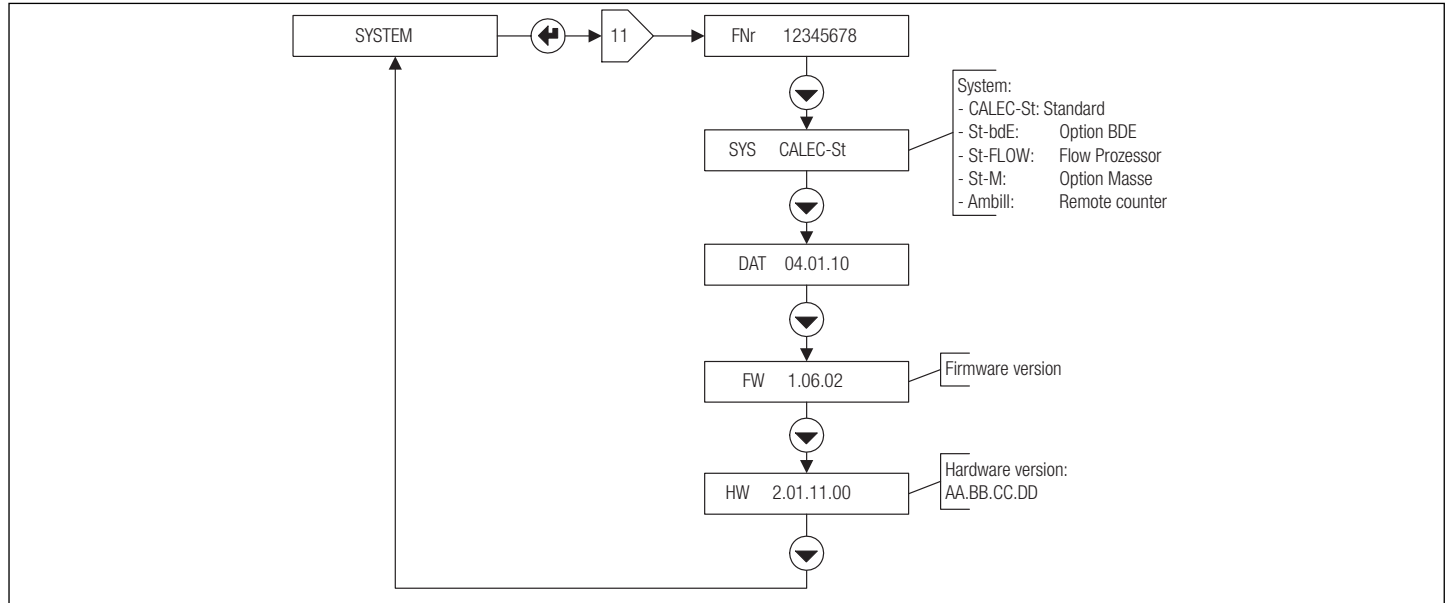 SYSTEM
11
FNr 12345678
System:
- CALEC-St: Standard
- St-bdE: Option BDE
- St-FLOW: Flow Prozessor
- St-M: Option Masse
- Ambill: Remote counter
SYS CALEC-St
DAT 04.01.10
FW 1.06.02
Firmware version
HW 2.01.11.00
Hardware version:
AA.BB.CC.DD